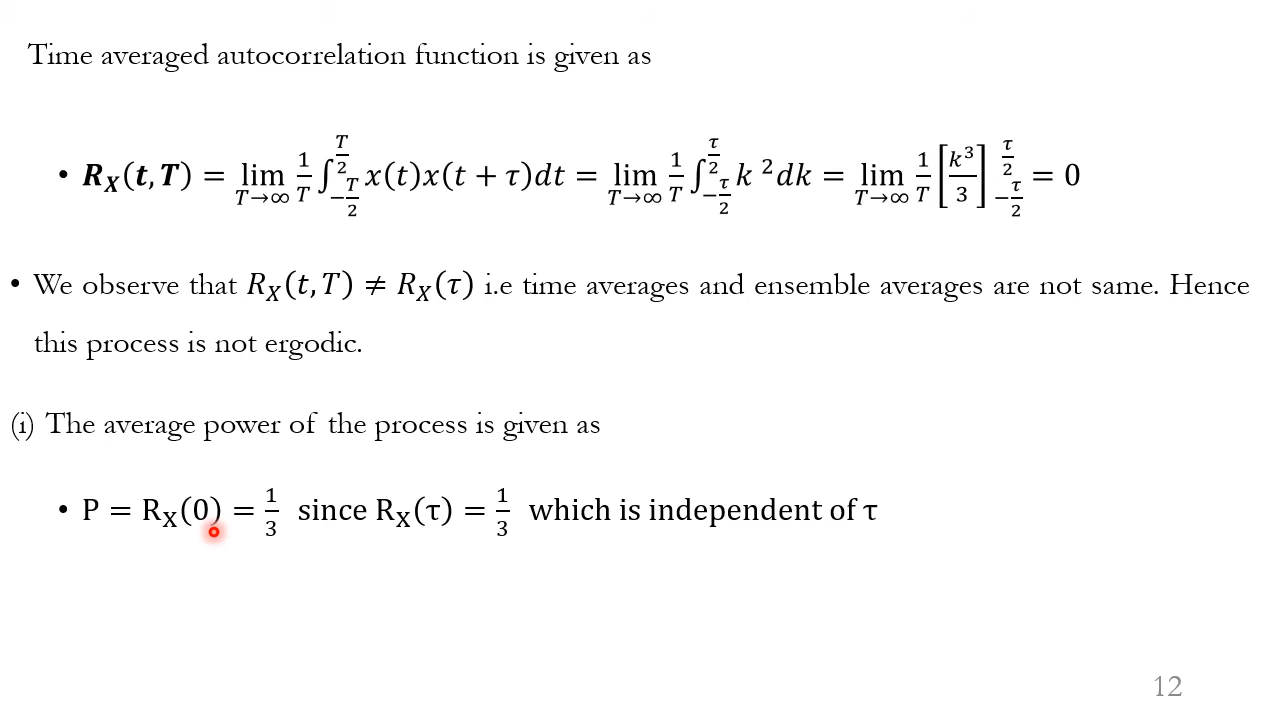 Time averaged autocorrelation function is given as
• R_X(t, T) = lim_{T→∞} 1/T ∫_{-T/2}^{T/2} x(t)x(t + τ)dt = lim_{T→∞} 1/T ∫_{-τ/2}^{τ/2} k ²dk = lim_{T→∞} 1/T [k³/3]_{-τ/2}^{τ/2} = 0
• We observe that R_X(t, T) ≠ R_X(τ) i.e time averages and ensemble averages are not same. Hence
this process is not ergodic.
(i) The average power of the process is given as
• P = R_X(0) = 1/3 since R_X(τ) = 1/3 which is independent of τ
12